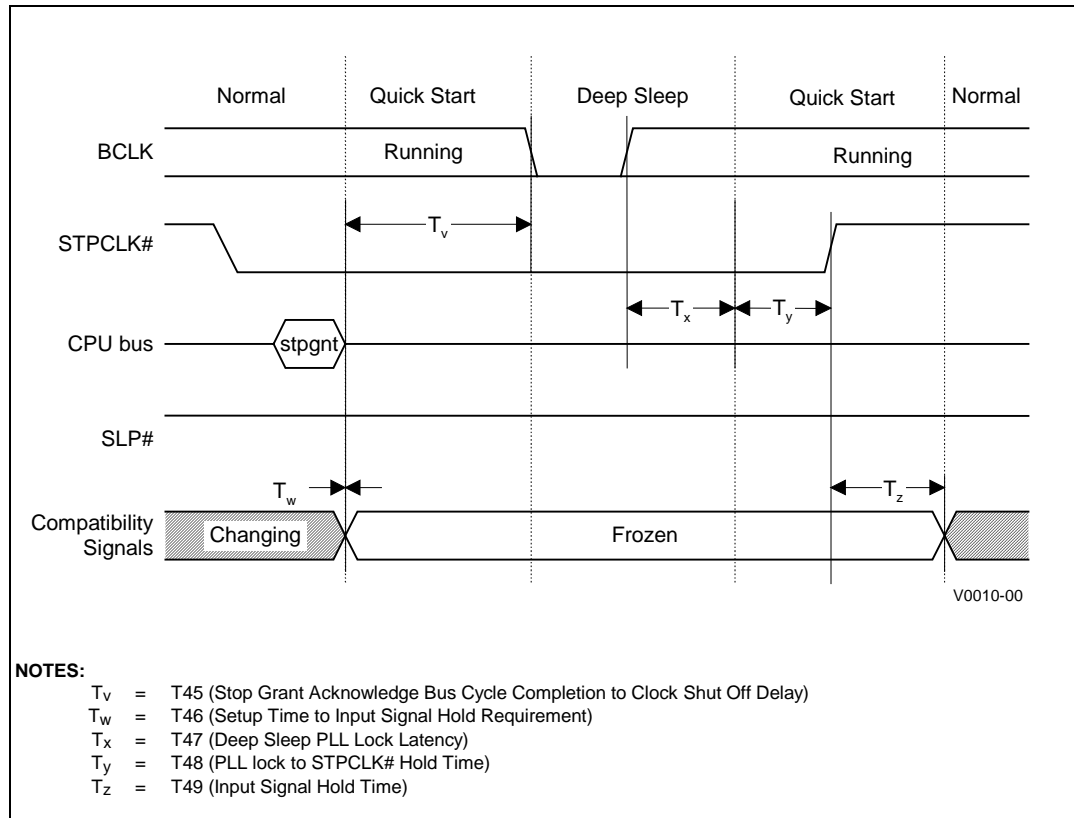 Normal Quick Start Deep Sleep Quick Start Normal
BCLK Running Running
STPCLK# Tv
Tx Ty
CPU bus stpgnt
SLP#
Tw Tz
Compatibility
Signals Changing Frozen
V0010-00
NOTES:
Tv = T45 (Stop Grant Acknowledge Bus Cycle Completion to Clock Shut Off Delay)
Tw = T46 (Setup Time to Input Signal Hold Requirement)
Tx = T47 (Deep Sleep PLL Lock Latency)
Ty = T48 (PLL lock to STPCLK# Hold Time)
Tz = T49 (Input Signal Hold Time)